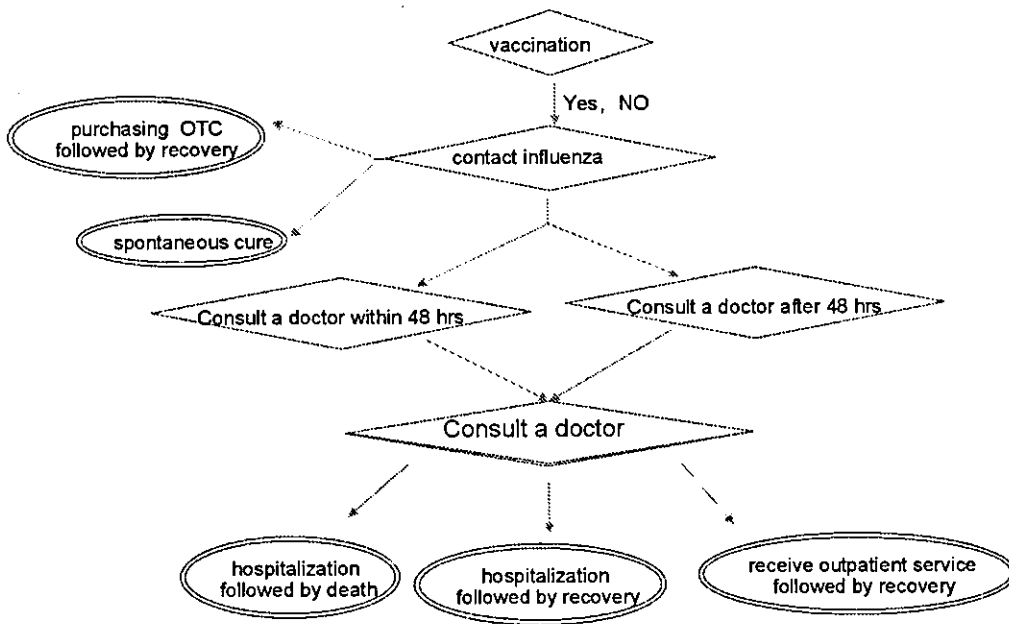 vaccination
Yes, NO
purchasing OTC
followed by recovery
contact influenza
spontaneous cure
Consult a doctor within 48 hrs
Consult a doctor after 48 hrs
Consult a doctor
hospitalization
followed by death
hospitalization
followed by recovery
receive outpatient service
followed by recovery